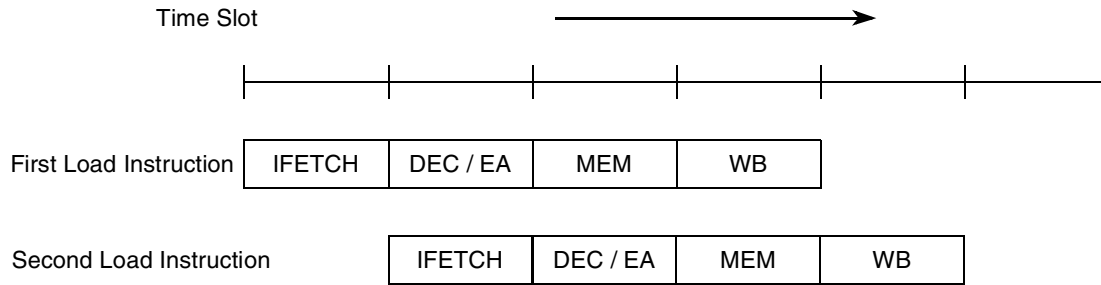 Time Slot
First Load Instruction IFETCH DEC / EA MEM WB
Second Load Instruction IFETCH DEC / EA MEM WB